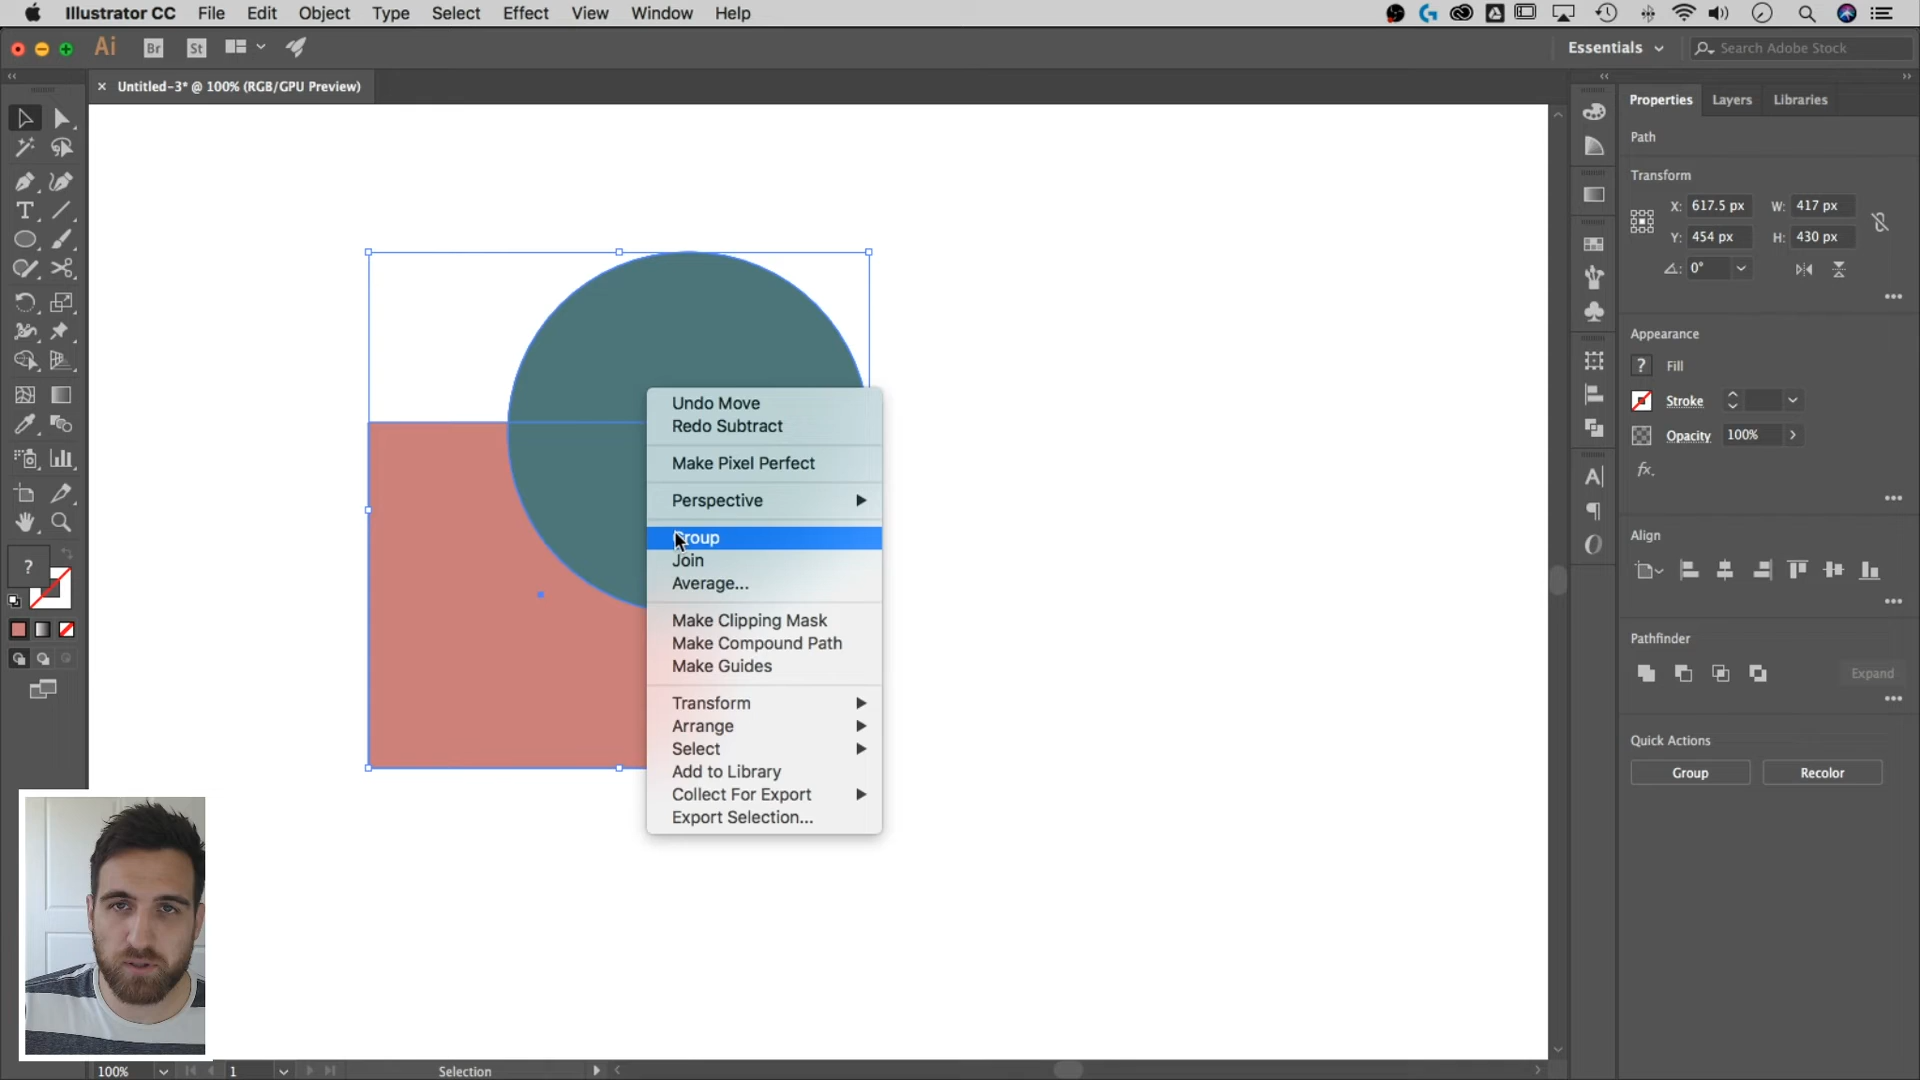 Illustrator CC File Edit Object Type Select Effect View Window Help
Ai Br St Essentials Search Adobe Stock
Untitled-3* @ 100% (RGB/GPU Preview)
Properties Layers Libraries
Path
Transform
X: 617.5 px W: 417 px
Y: 454 px H: 430 px
0°
Appearance
? Fill
Stroke
Opacity 100%
fx.
Align
Pathfinder
Expand
Quick Actions
Group Recolor
Undo Move
Redo Subtract
Make Pixel Perfect
Perspective
Group
Join
Average...
Make Clipping Mask
Make Compound Path
Make Guides
Transform
Arrange
Select
Add to Library
Collect For Export
Export Selection...
?
100% 1 Selection